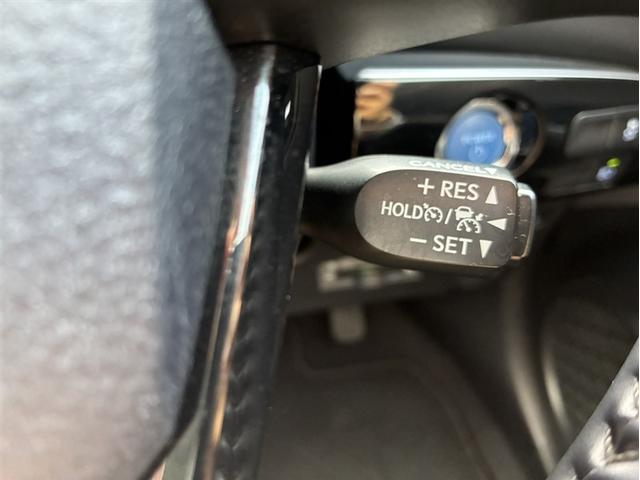 CANCEL
+ RES
HOLD /
- SET